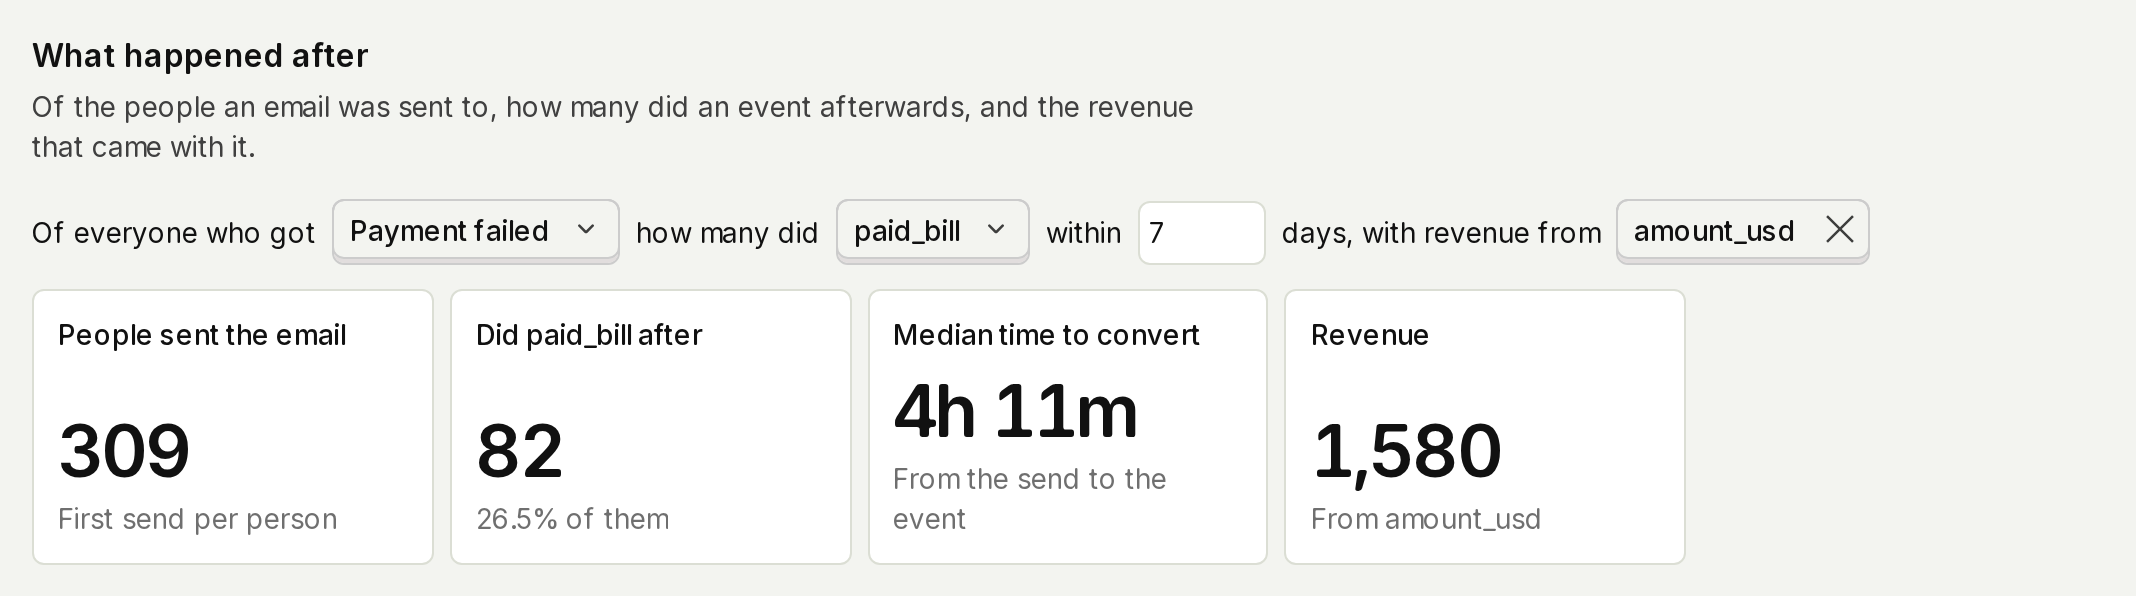 What happened after
Of the people an email was sent to, how many did an event afterwards, and the revenue
that came with it.
Of everyone who got Payment failed how many did paid_bill within 7 days, with revenue from amount_usd
People sent the email
309
First send per person
Did paid_bill after
82
26.5% of them
Median time to convert
4h 11m
From the send to the
event
Revenue
1,580
From amount_usd